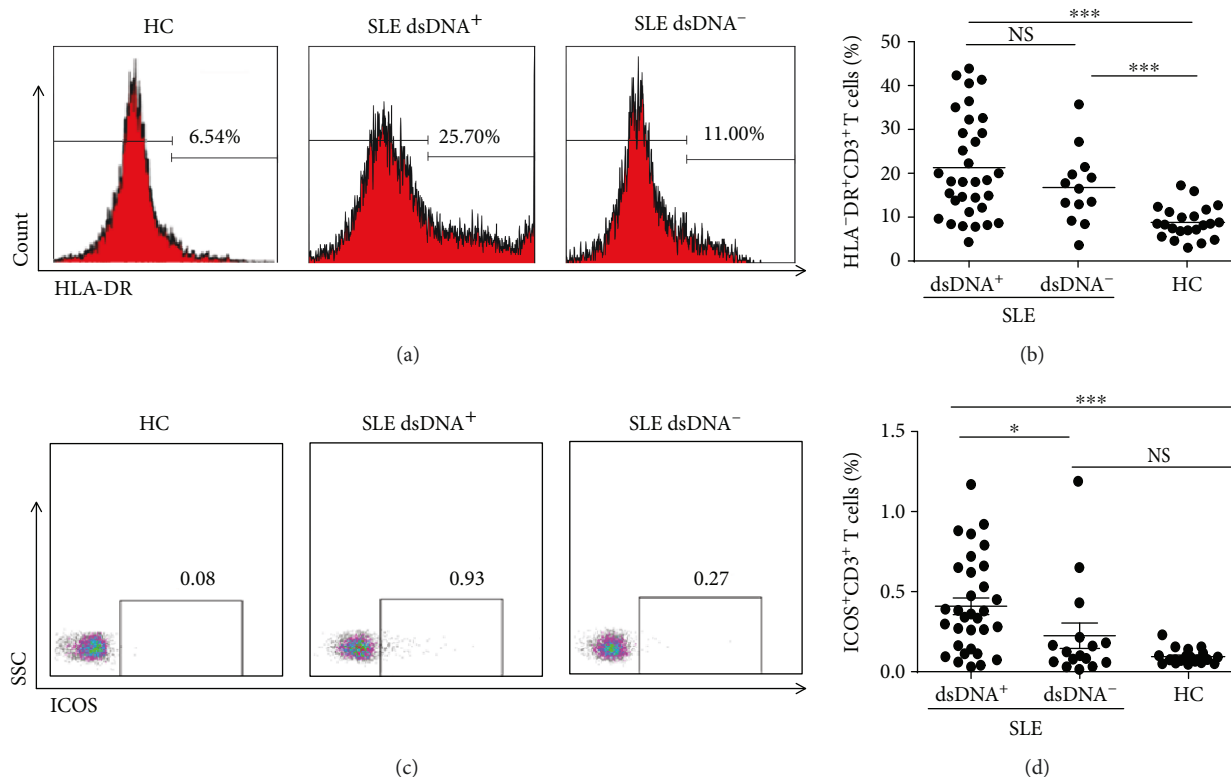 HC
SLE dsDNA⁺
SLE dsDNA⁻
6.54%
25.70%
11.00%
Count
HLA-DR
(a)
***
NS
***
HLA−DR⁺CD3⁺ T cells (%)
50
40
30
20
10
0
dsDNA⁺
dsDNA⁻
HC
SLE
(b)
HC
SLE dsDNA⁺
SLE dsDNA⁻
0.08
0.93
0.27
SSC
ICOS
(c)
***
*
NS
ICOS⁺CD3⁺ T cells (%)
1.5
1.0
0.5
0.0
dsDNA⁺
dsDNA⁻
HC
SLE
(d)